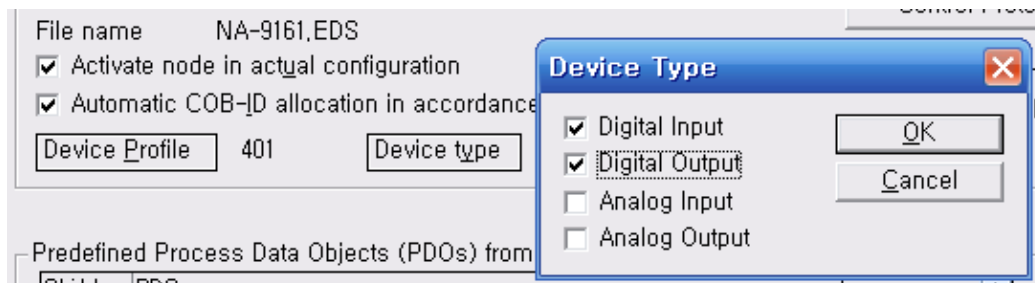 File name NA-9161,EDS
Activate node in actual configuration
Automatic COB-ID allocation in accordance
Device Profile 401 Device type
Predefined Process Data Objects (PDOs) from
Device Type
Digital Input
Digital Output
Analog Input
Analog Output
OK
Cancel